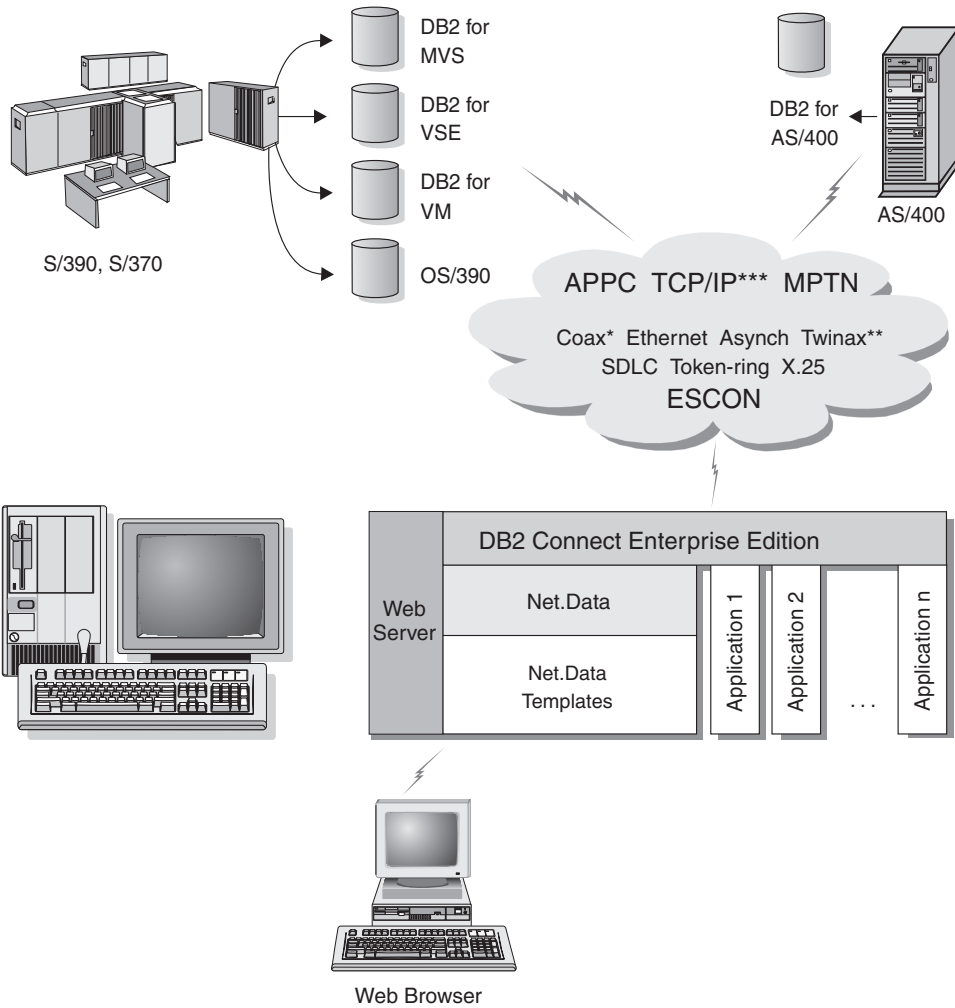 DB2 for
MVS
DB2 for
VSE
DB2 for
VM
OS/390
S/390, S/370
DB2 for
AS/400
AS/400
APPC TCP/IP*** MPTN
Coax* Ethernet Asynch Twinax**
SDLC Token-ring X.25
ESCON
Web
Server
DB2 Connect Enterprise Edition
Net.Data
Net.Data
Templates
Application 1
Application 2
. . .
Application n
Web Browser